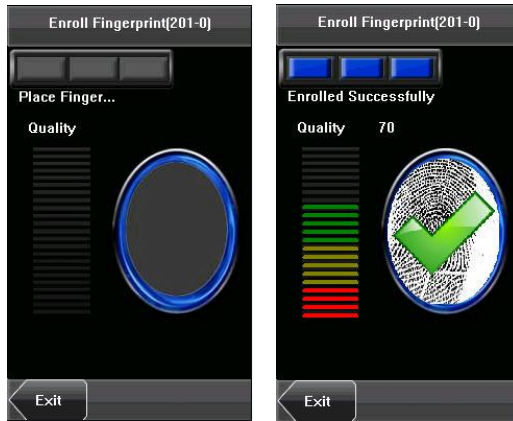 Enroll Fingerprint(201-0)
Place Finger...
Quality
Exit
Enroll Fingerprint(201-0)
Enrolled Successfully
Quality 70
Exit